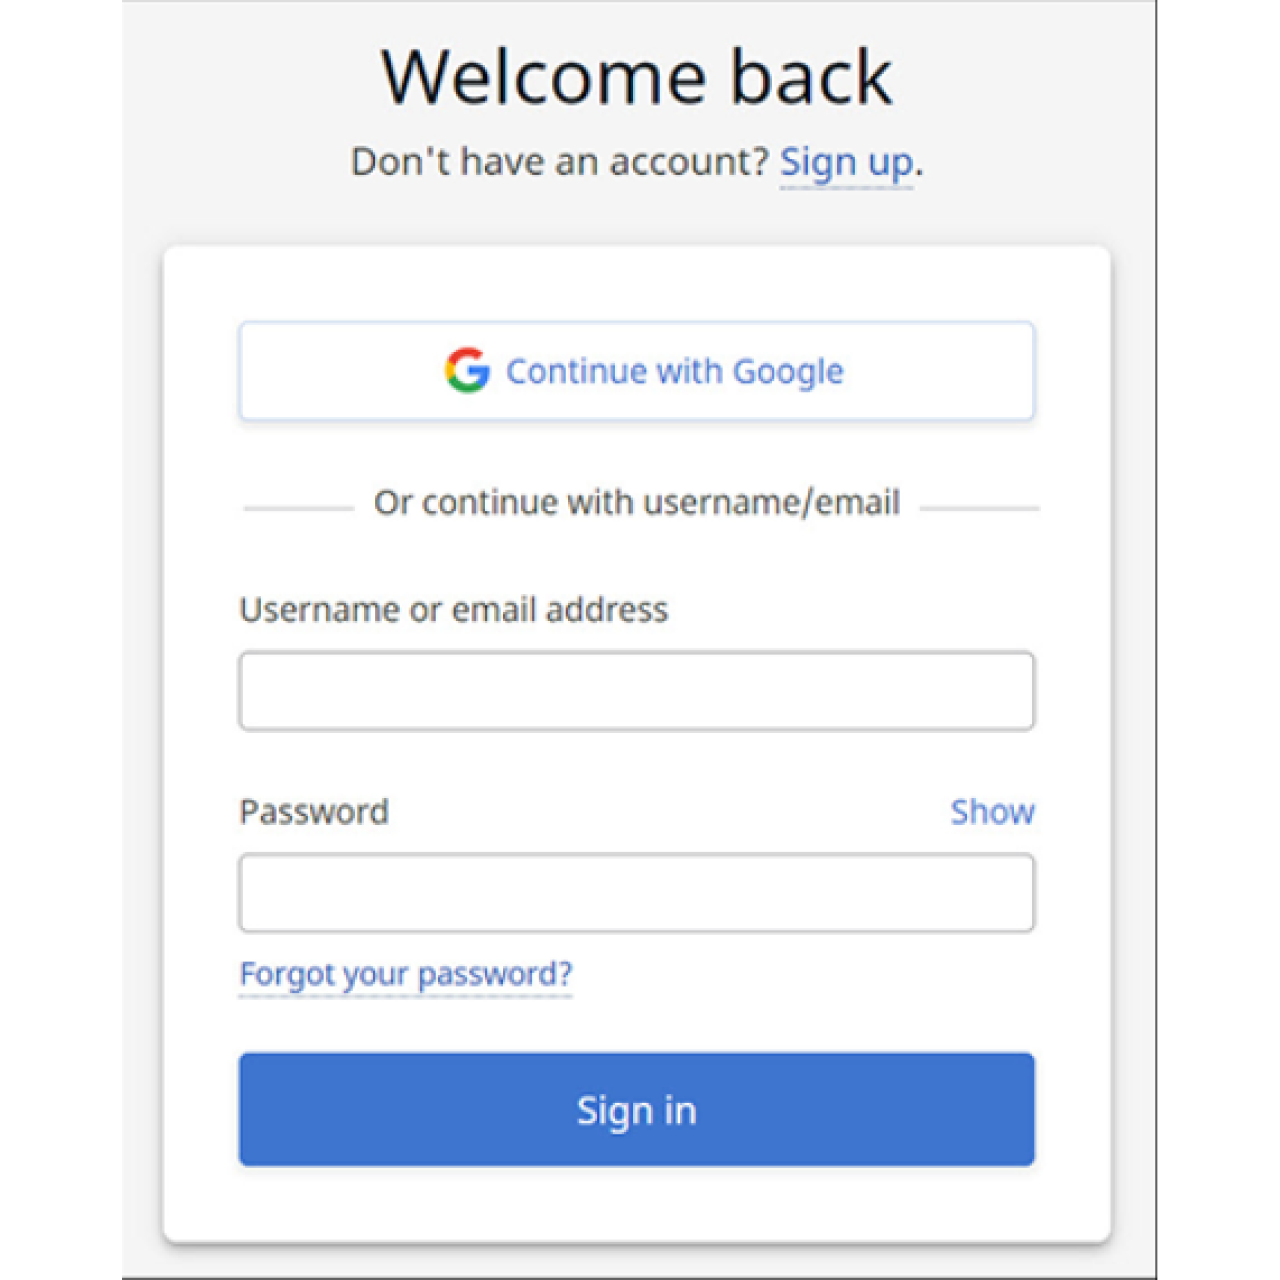 Welcome back
Don't have an account? Sign up.
Continue with Google
Or continue with username/email
Username or email address
Password Show
Forgot your password?
Sign in